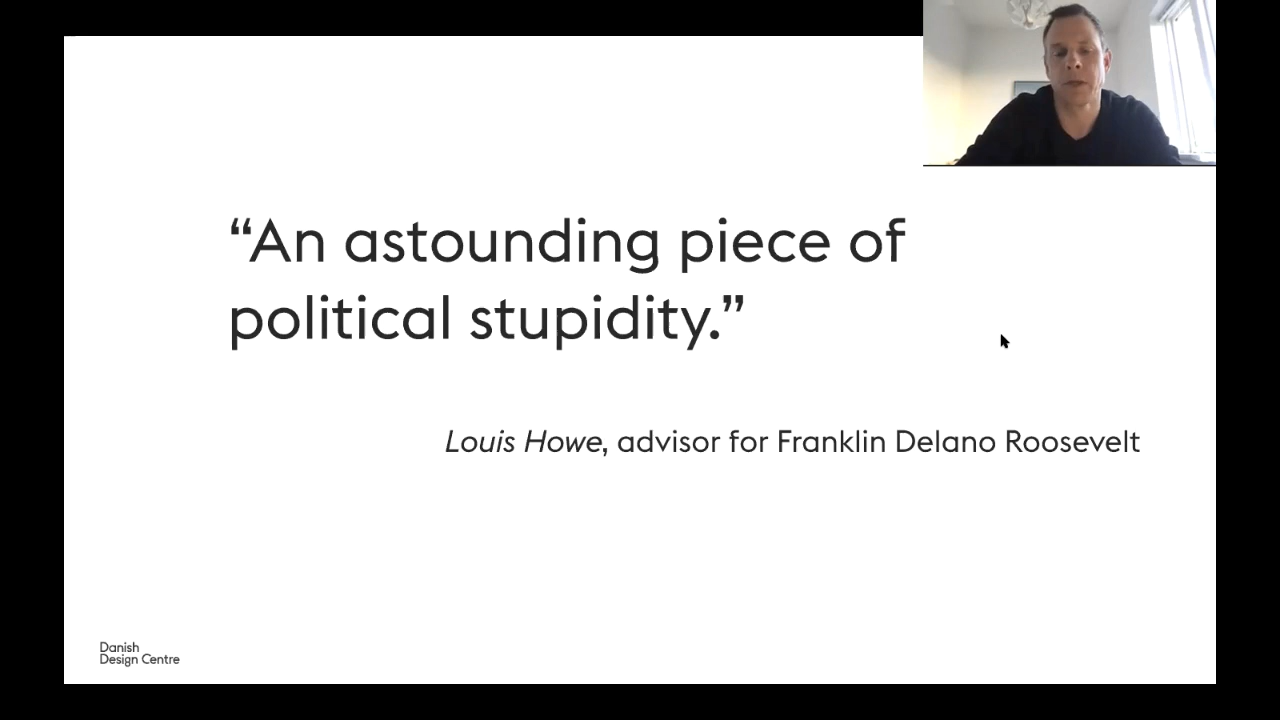 “An astounding piece of
political stupidity.”
Louis Howe, advisor for Franklin Delano Roosevelt
Danish
Design Centre